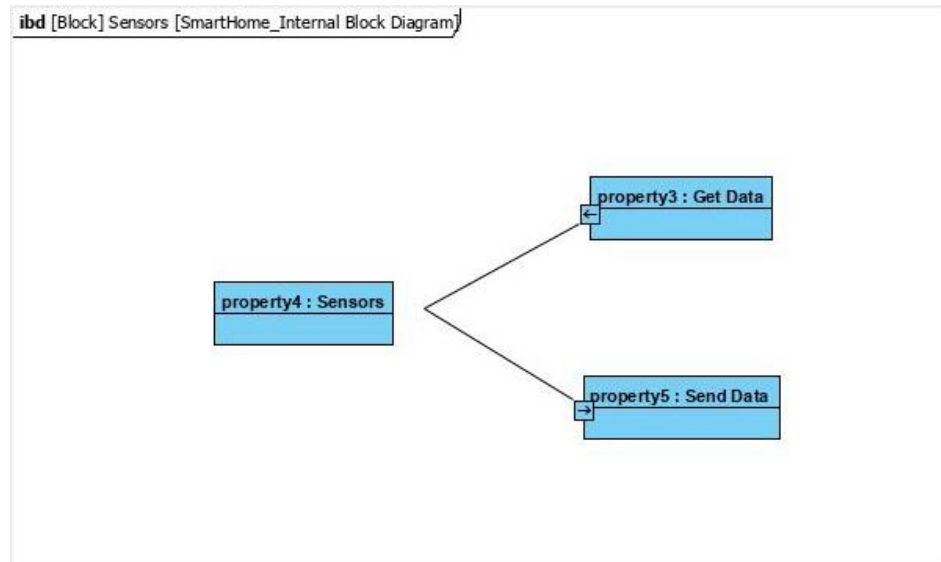 ibd [Block] Sensors [SmartHome_Internal Block Diagram]
property3 : Get Data
property4 : Sensors
property5 : Send Data